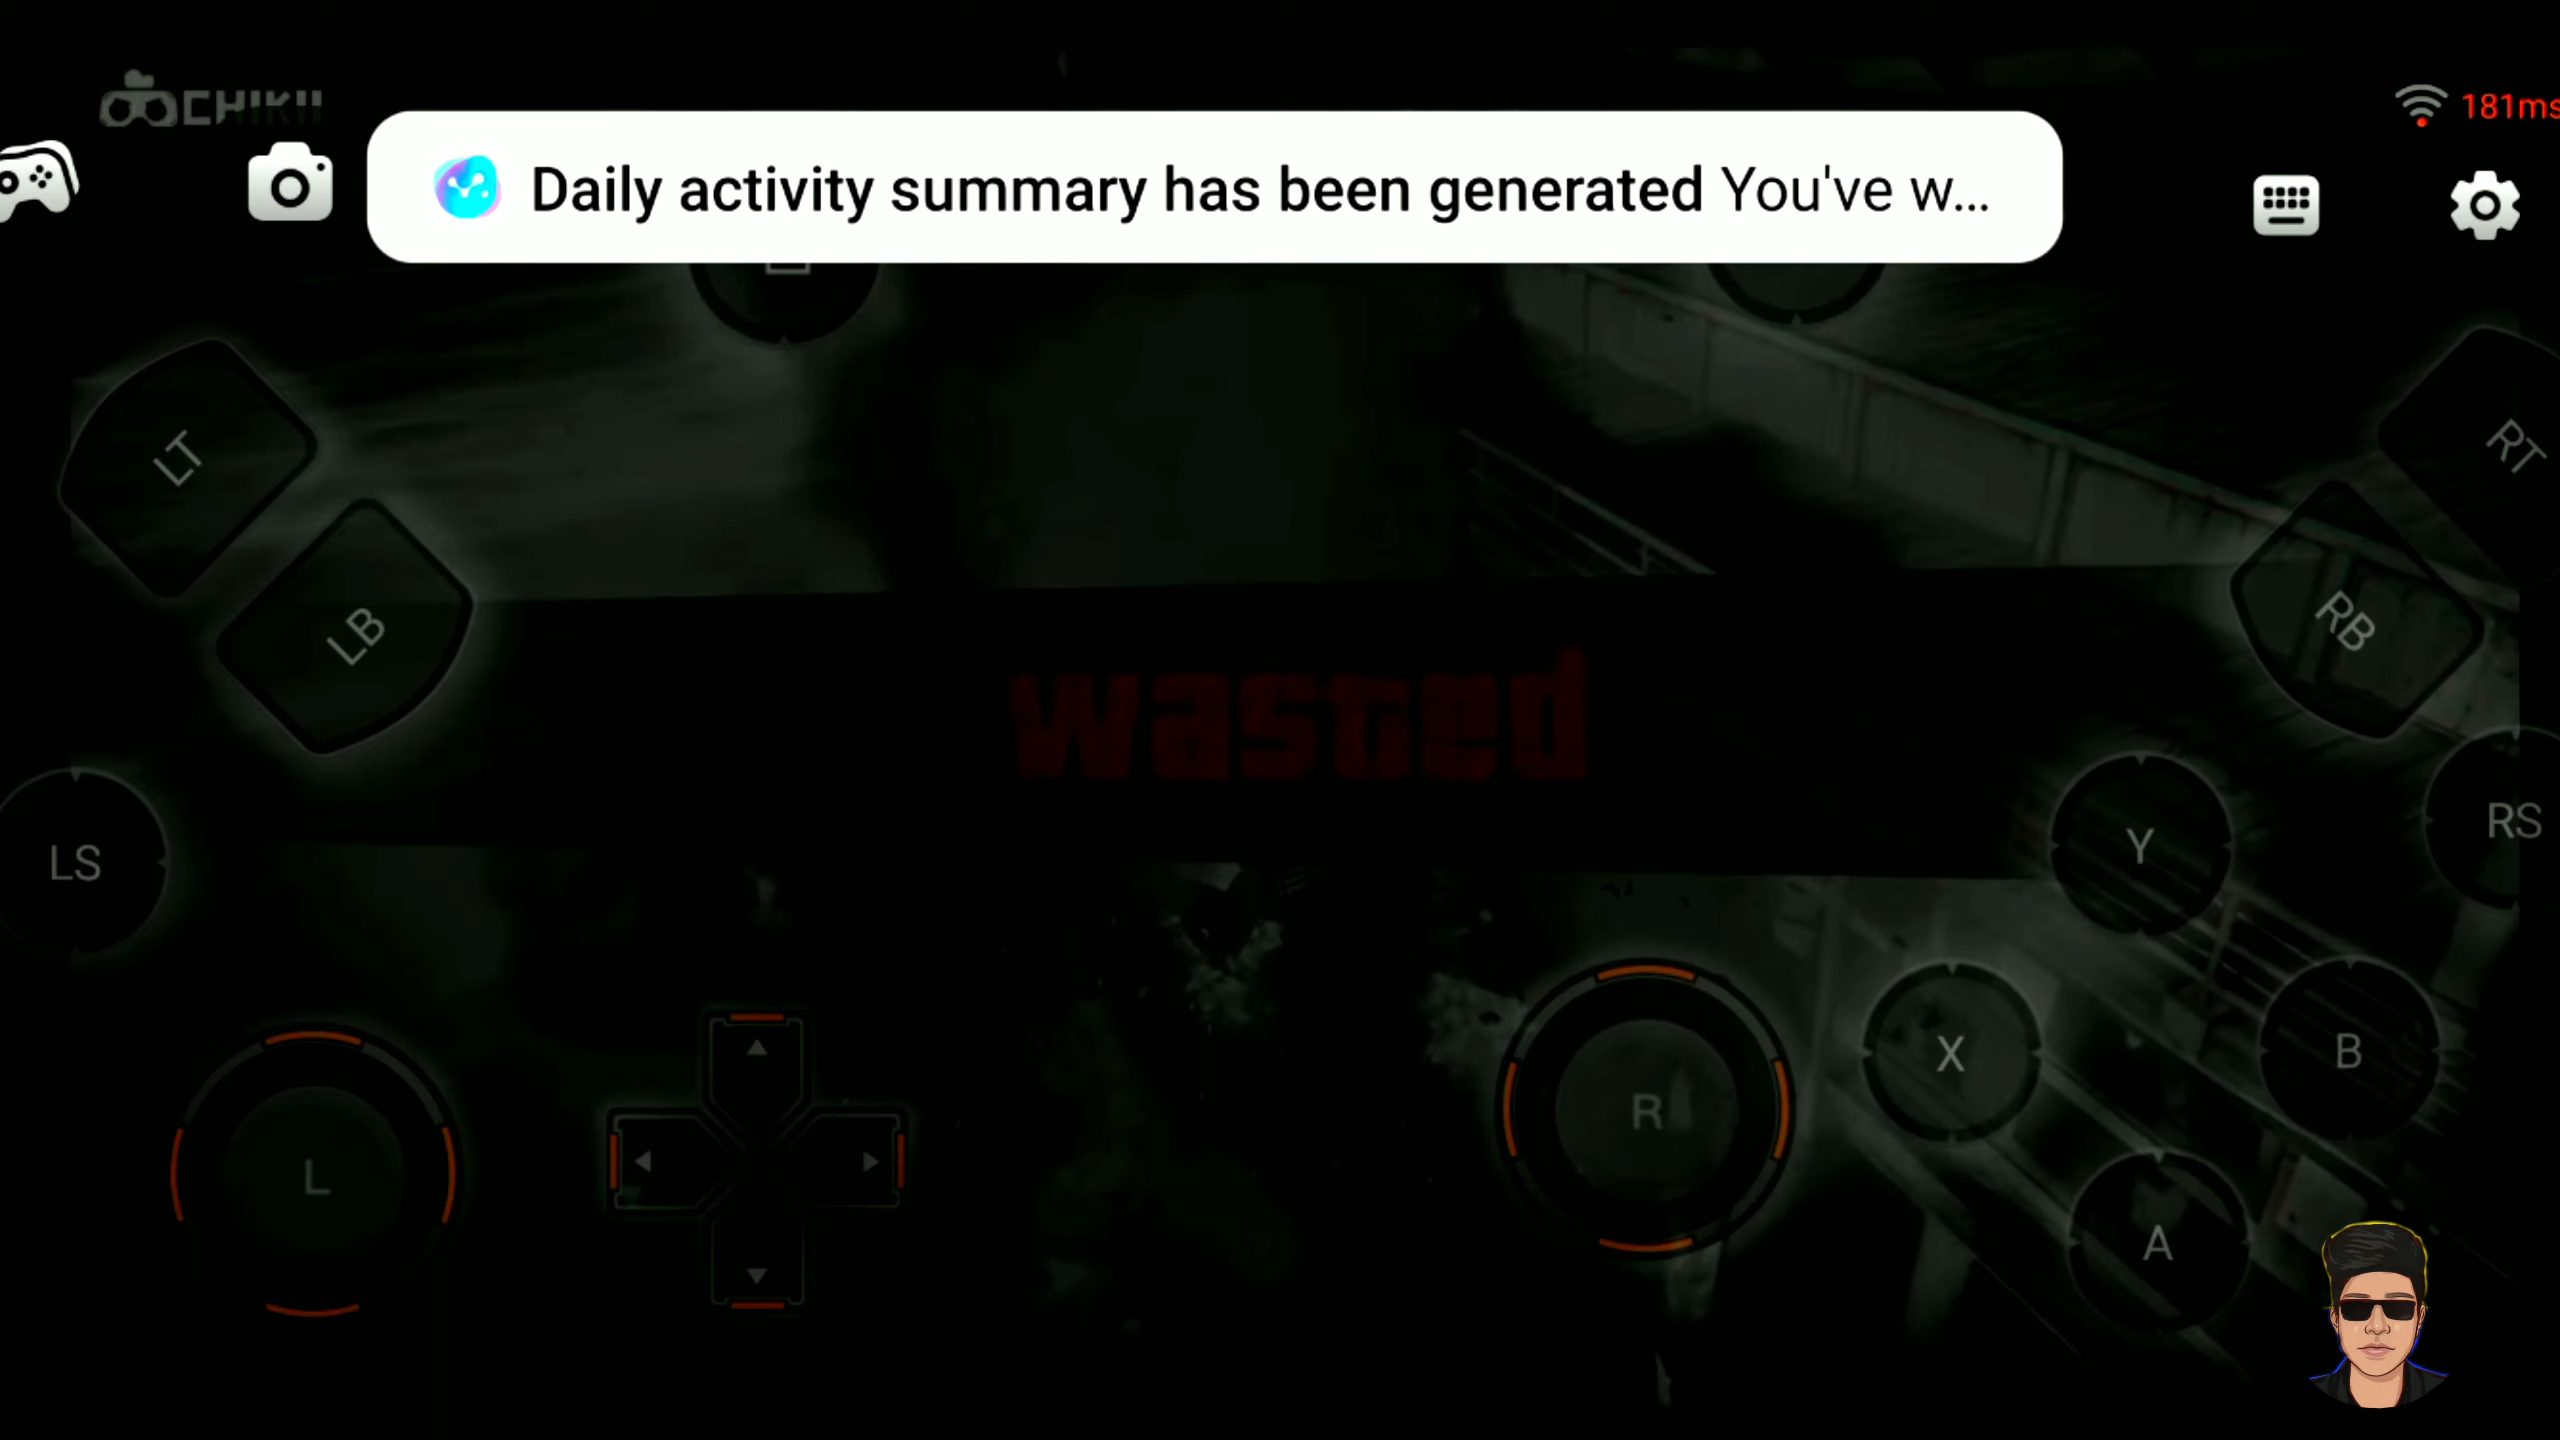 CHIKII
181ms
Daily activity summary has been generated You've w...
LT
RT
LB
RB
wasted
LS
Y
RS
X
B
R
L
A